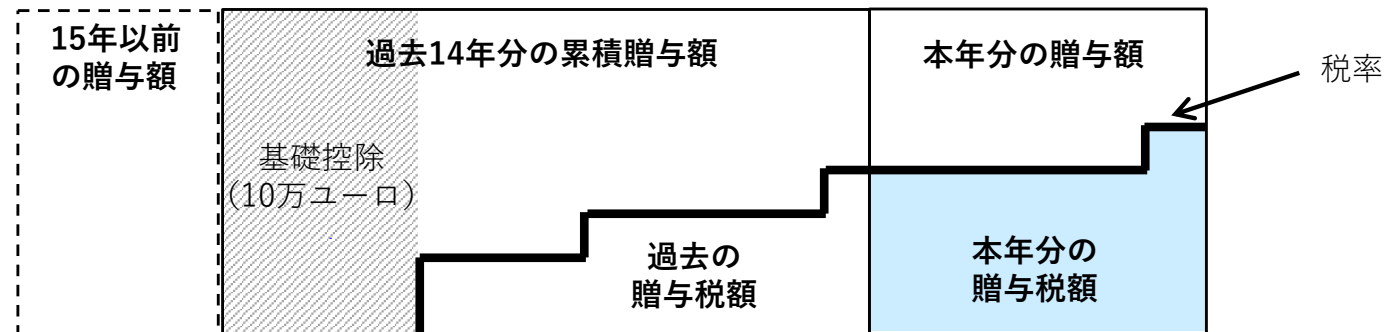 15年以前
の贈与額
過去14年分の累積贈与額
本年分の贈与額
税率
基礎控除
（10万ユーロ）
過去の
贈与税額
本年分の
贈与税額